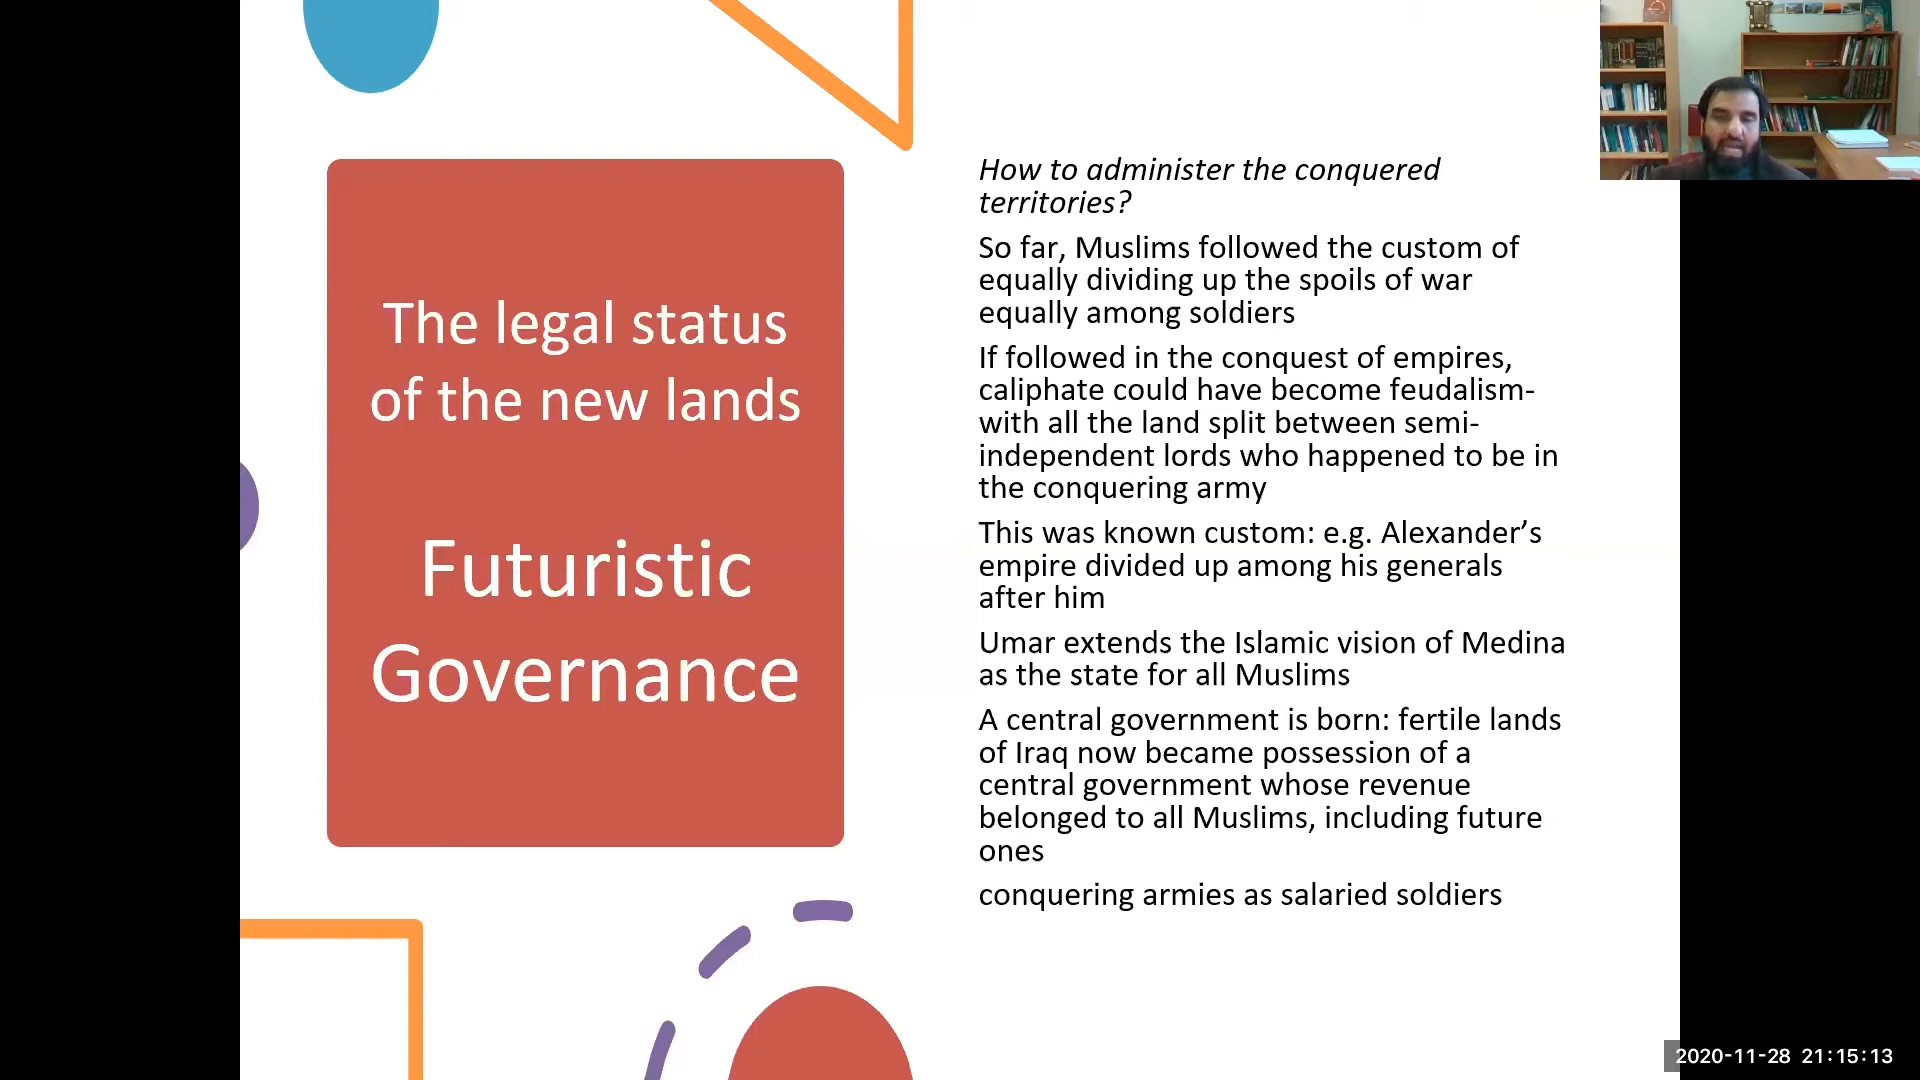 The legal status
of the new lands
Futuristic
Governance
How to administer the conquered
territories?
So far, Muslims followed the custom of
equally dividing up the spoils of war
equally among soldiers
If followed in the conquest of empires,
caliphate could have become feudalism-
with all the land split between semi-
independent lords who happened to be in
the conquering army
This was known custom: e.g. Alexander’s
empire divided up among his generals
after him
Umar extends the Islamic vision of Medina
as the state for all Muslims
A central government is born: fertile lands
of Iraq now became possession of a
central government whose revenue
belonged to all Muslims, including future
ones
conquering armies as salaried soldiers
2020-11-28 21:15:13